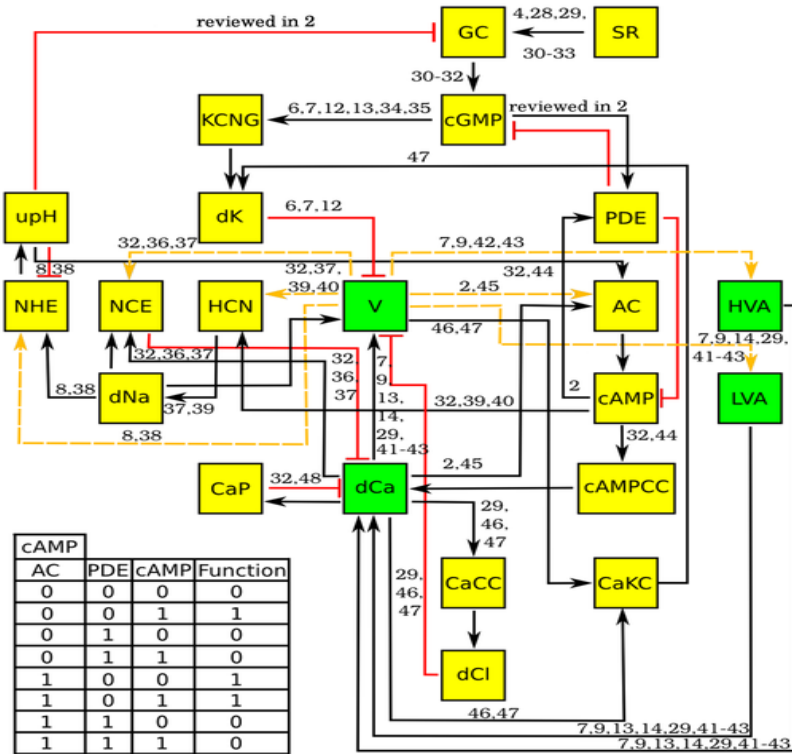 reviewed in 2
GC
4,28,29,
30-33
SR
30-32
KCNG
6,7,12,13,34,35
cGMP
reviewed in 2
47
upH
dK
6,7,12
PDE
32,36,37
32,37,
39,40
7,9,42,43
32,44
8,38
NHE
NCE
HCN
V
2,45
AC
HVA
46,47
7,9,14,29,
41-43
32,36,37
32,
36,
37
7,
9,
13,
14,
29,
41-43
8,38
dNa
37,39
32,39,40
2
cAMP
LVA
8,38
32,44
CaP
32,48
dCa
2,45
cAMPCC
29,
46,
47
29,
46,
47
CaCC
CaKC
dCl
46,47
7,9,13,14,29,41-43
7,9,13,14,29,41-43
cAMP
AC PDE cAMP Function
0 0 0 0
0 0 1 1
0 1 0 0
0 1 1 0
1 0 0 1
1 0 1 1
1 1 0 0
1 1 1 0